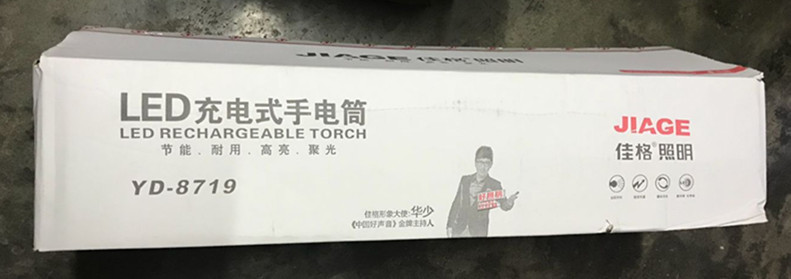 JIAGE 佳格 照明
LED充电式手电筒
LED RECHARGEABLE TORCH
节能 . 耐用 . 高亮 . 聚光
YD-8719
佳格形象大使:华少
《中国好声音》金牌主持人
JIAGE
佳格 照明